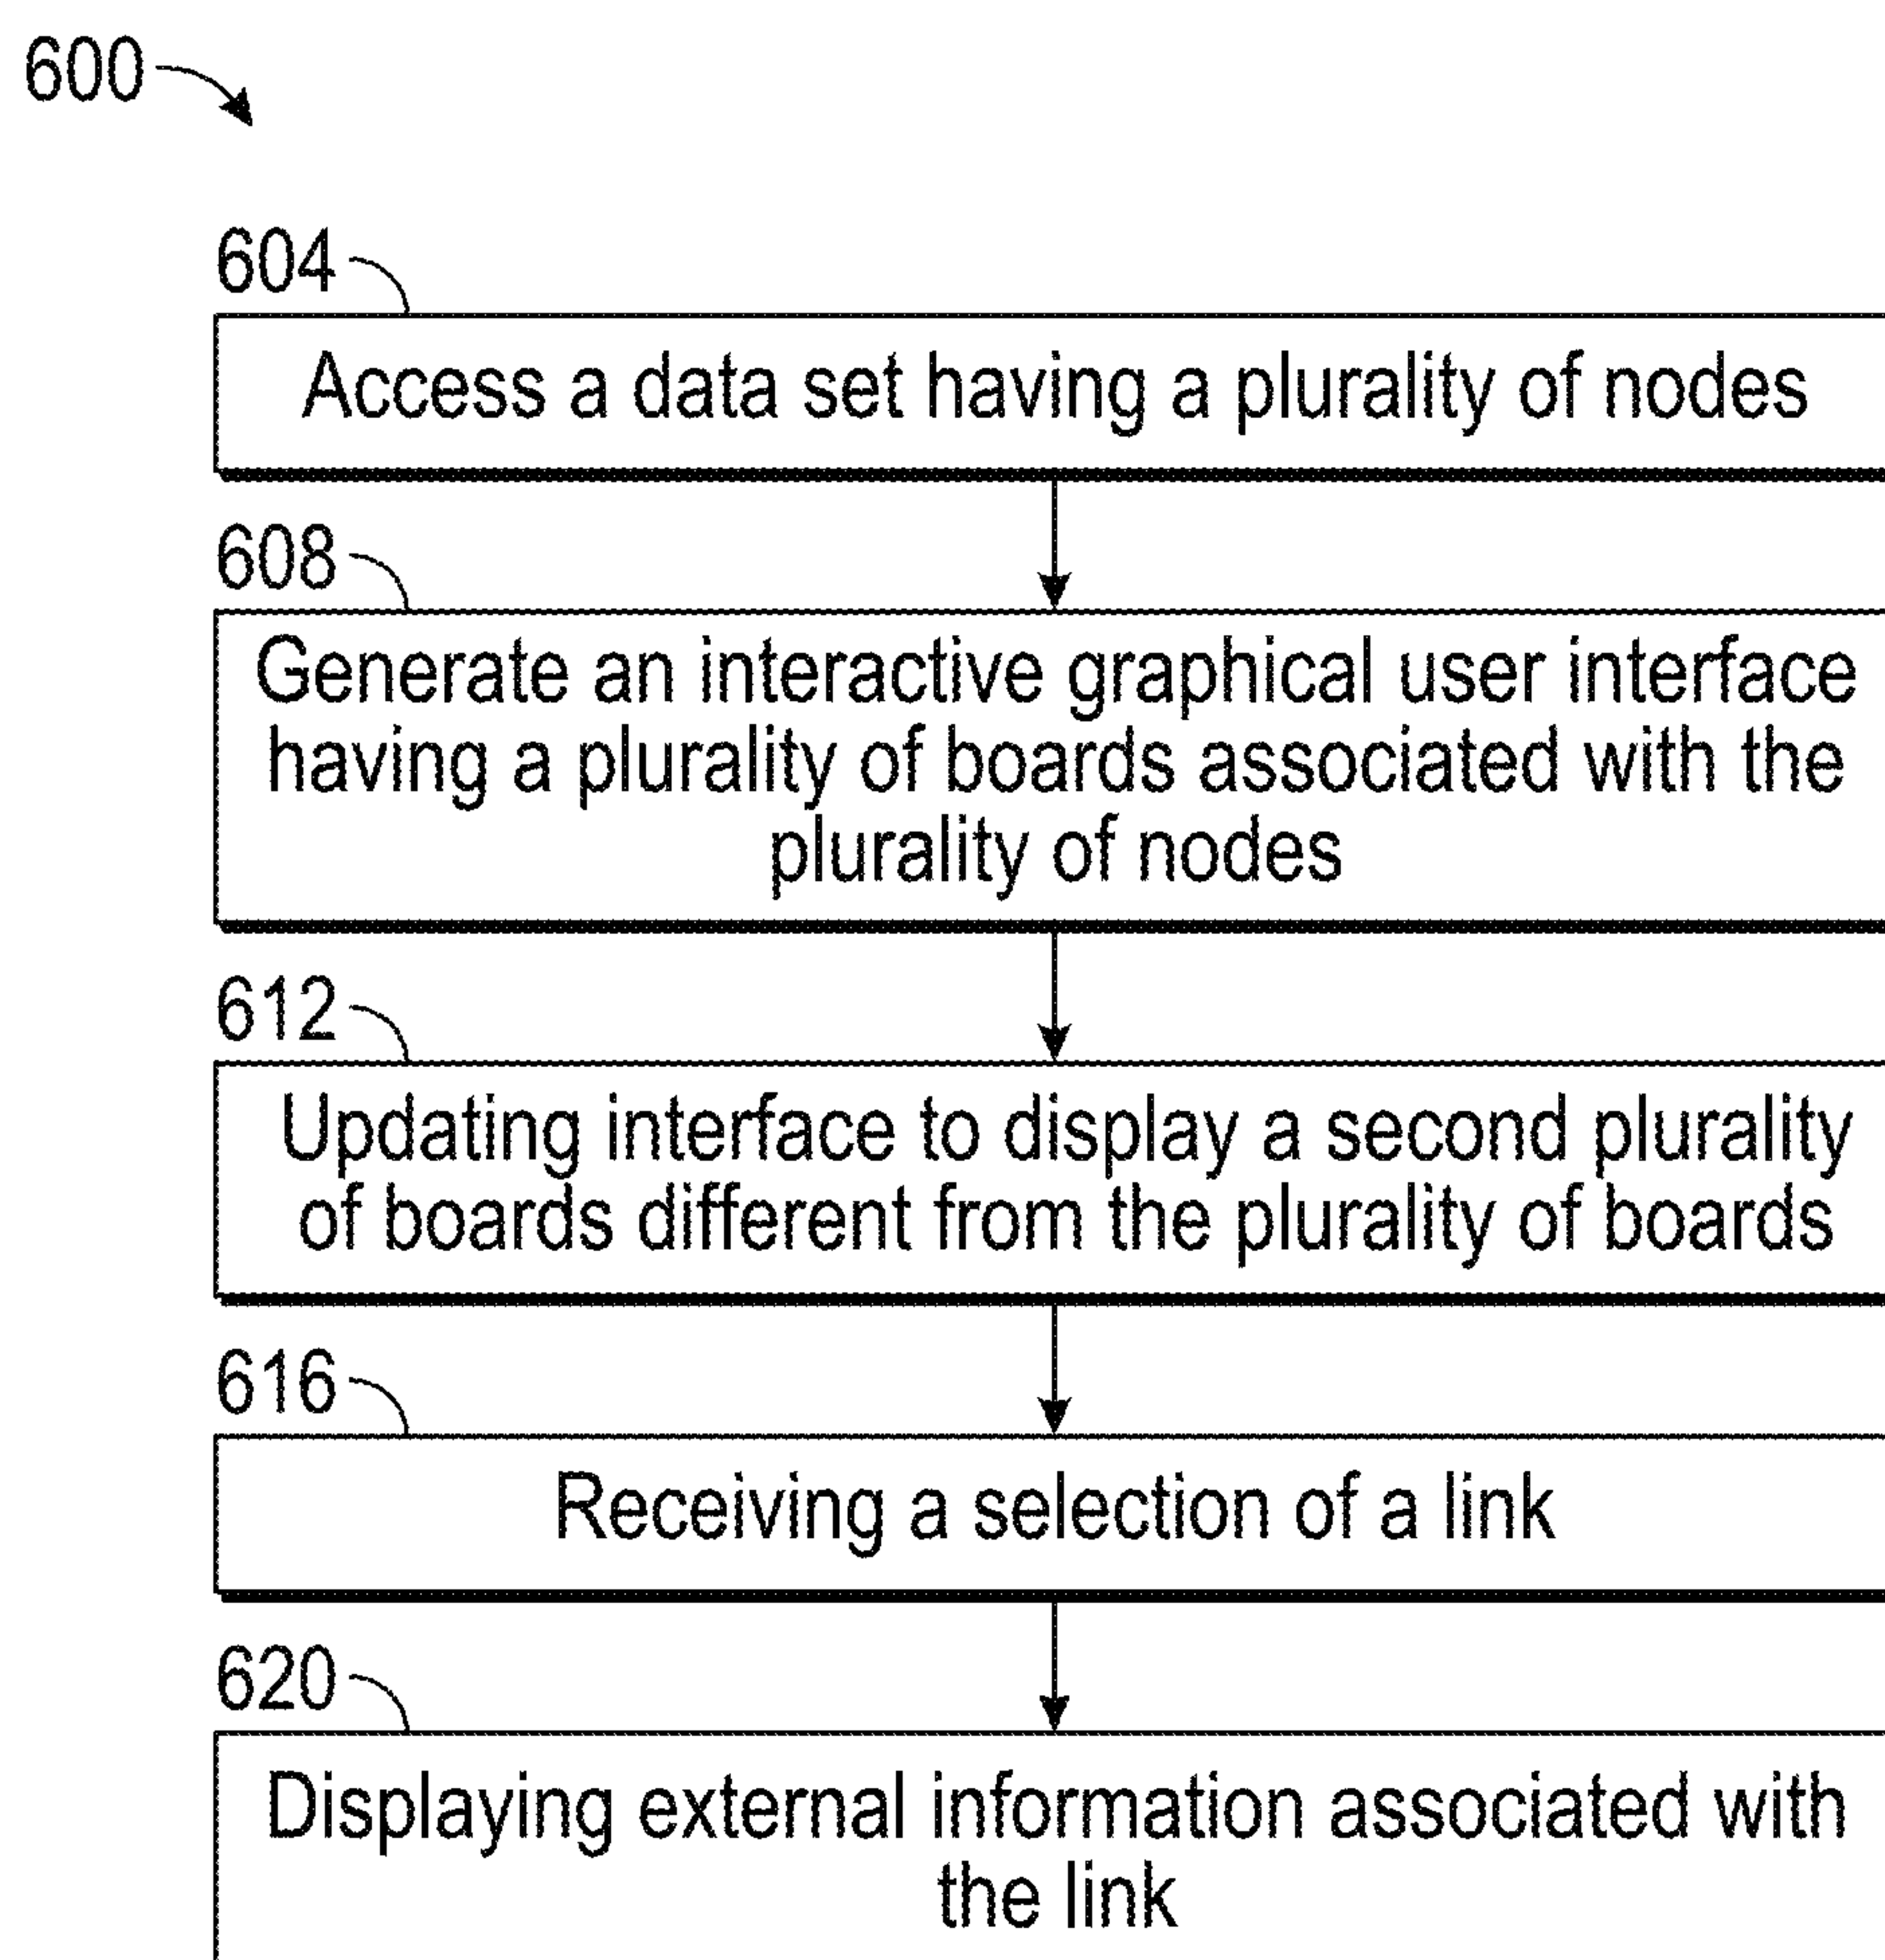 600
604
Access a data set having a plurality of nodes
608
Generate an interactive graphical user interface
having a plurality of boards associated with the
plurality of nodes
612
Updating interface to display a second plurality
of boards different from the plurality of boards
616
Receiving a selection of a link
620
Displaying external information associated with
the link